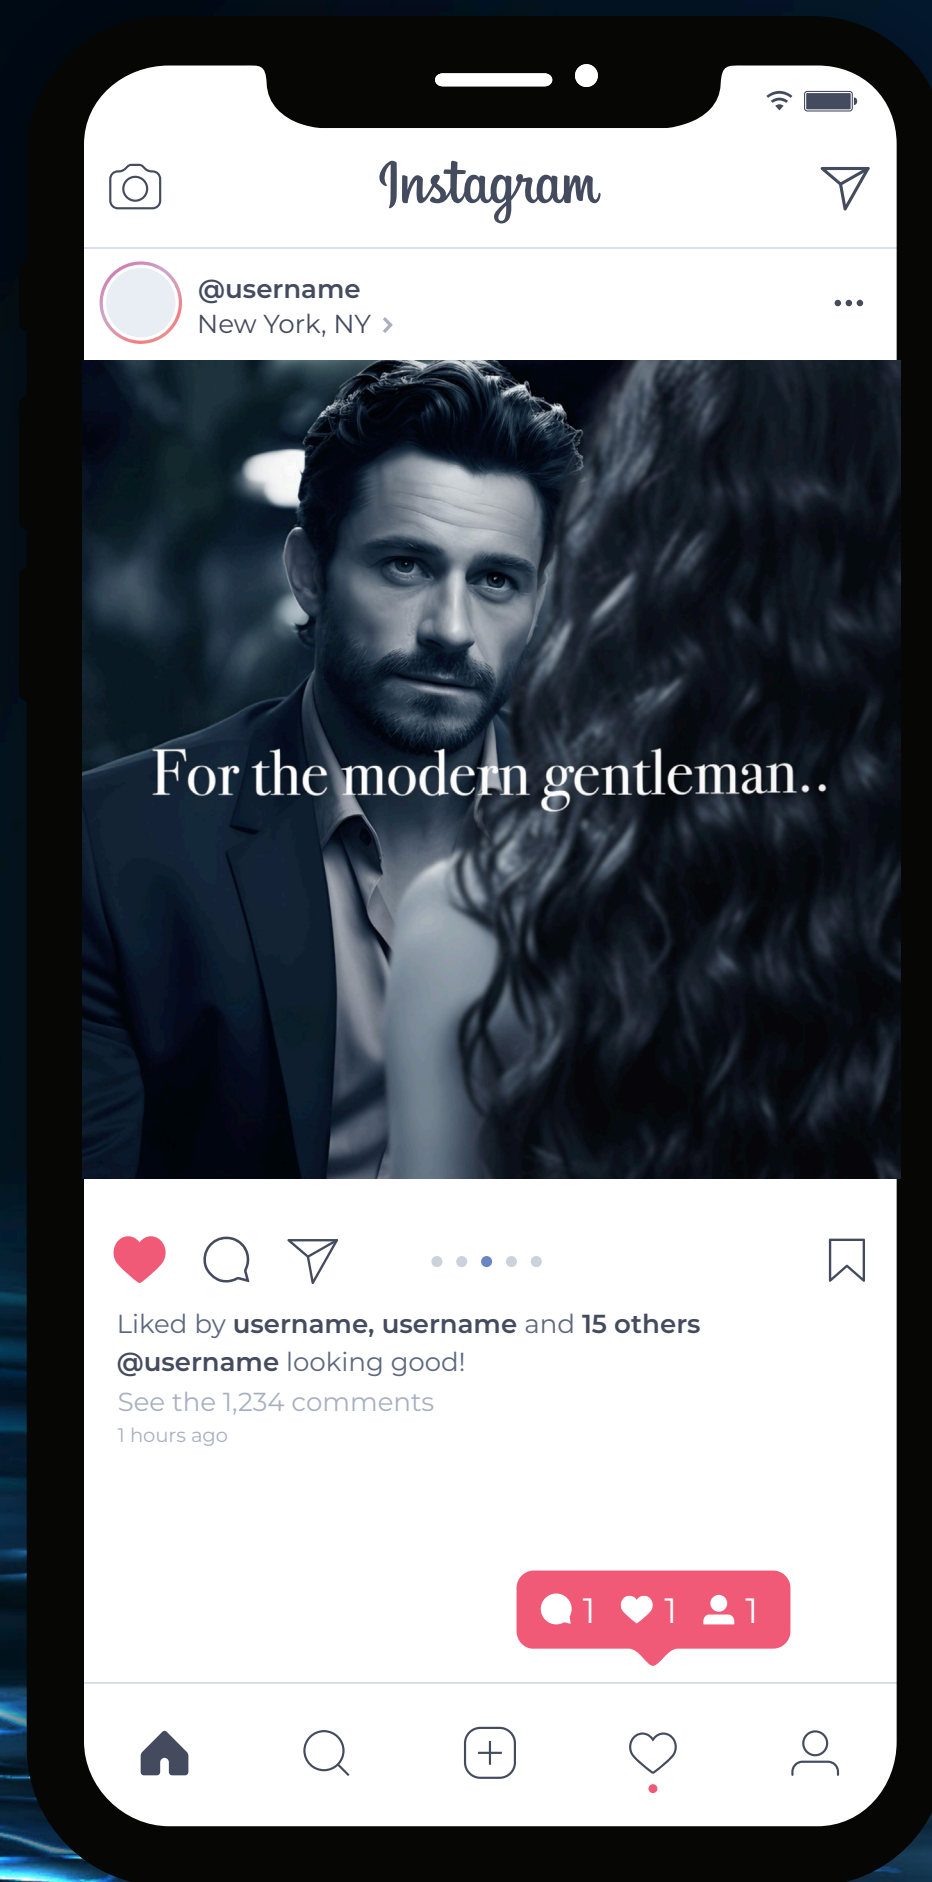 Instagram
@username
New York, NY >
For the modern gentleman..
Liked by username, username and 15 others
@username looking good!
See the 1,234 comments
1 hours ago
1 1 1